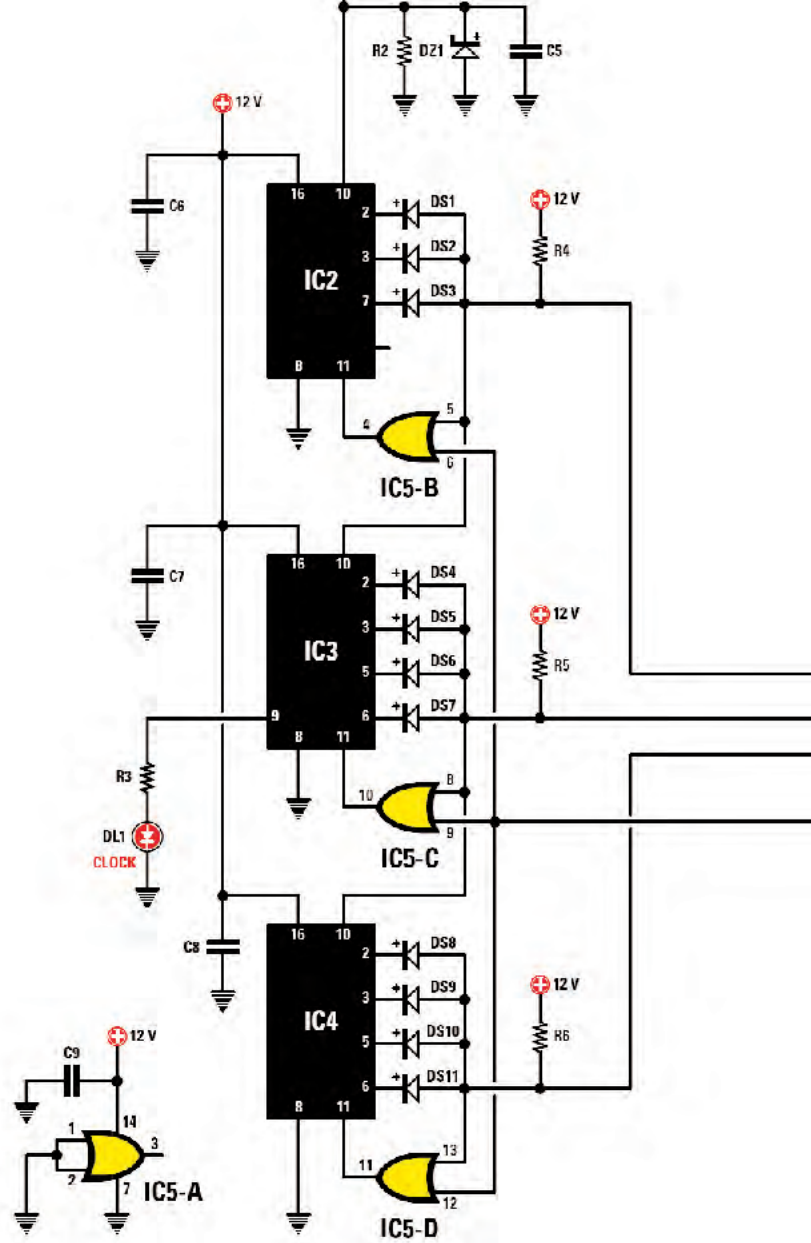 R2 DZ1 + C5
12 V
C6
16 10
2 + DS1
12 V
3 + DS2
R4
IC2
7 + DS3
8 11
4 5
6
IC5-B
C7
16 10
2 + DS4
3 + DS5
12 V
IC3
5 + DS6
R5
9 6 + DS7
8 11
R3
10 8
9
DL1
CLOCK
IC5-C
16 10
C8
2 + DS8
3 + DS9
12 V
IC4
5 + DS10
R6
12 V
C9
6 + DS11
8 11
1 14
3
2 7
IC5-A
11 13
12
IC5-D